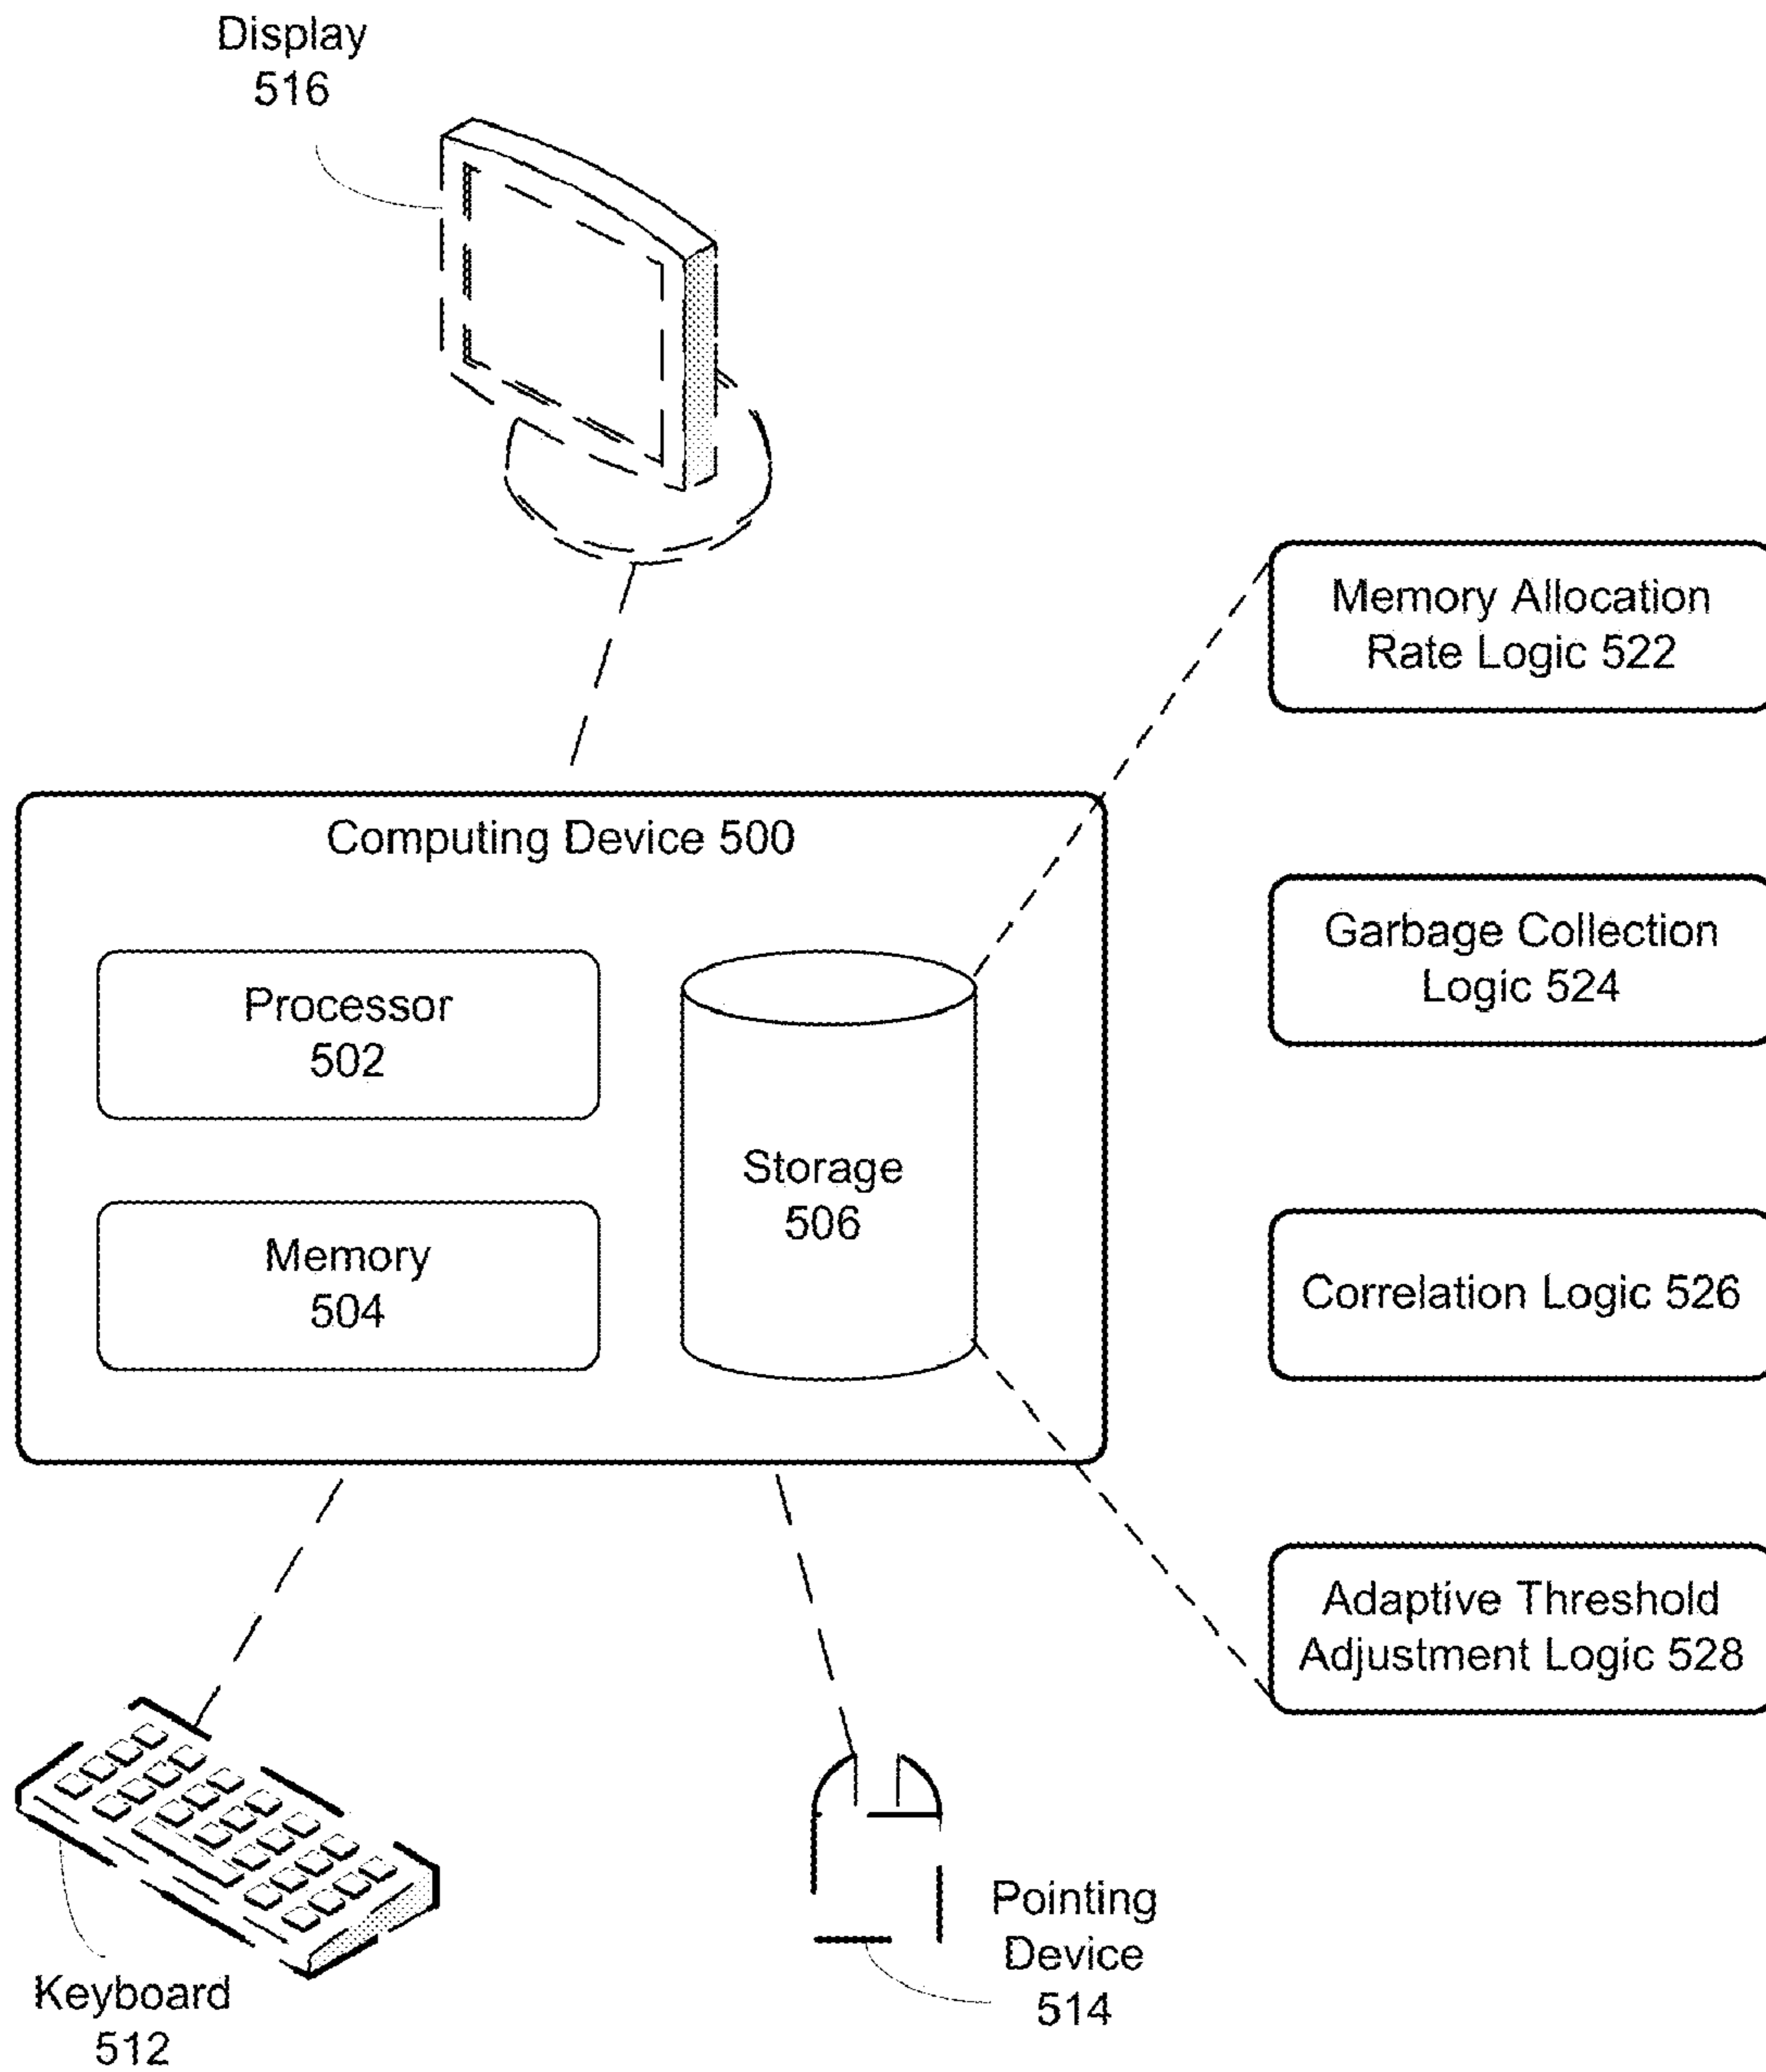 Display
516
Memory Allocation
Rate Logic 522
Computing Device 500
Garbage Collection
Logic 524
Processor
502
Storage
506
Memory
504
Correlation Logic 526
Adaptive Threshold
Adjustment Logic 528
Pointing
Device
514
Keyboard
512